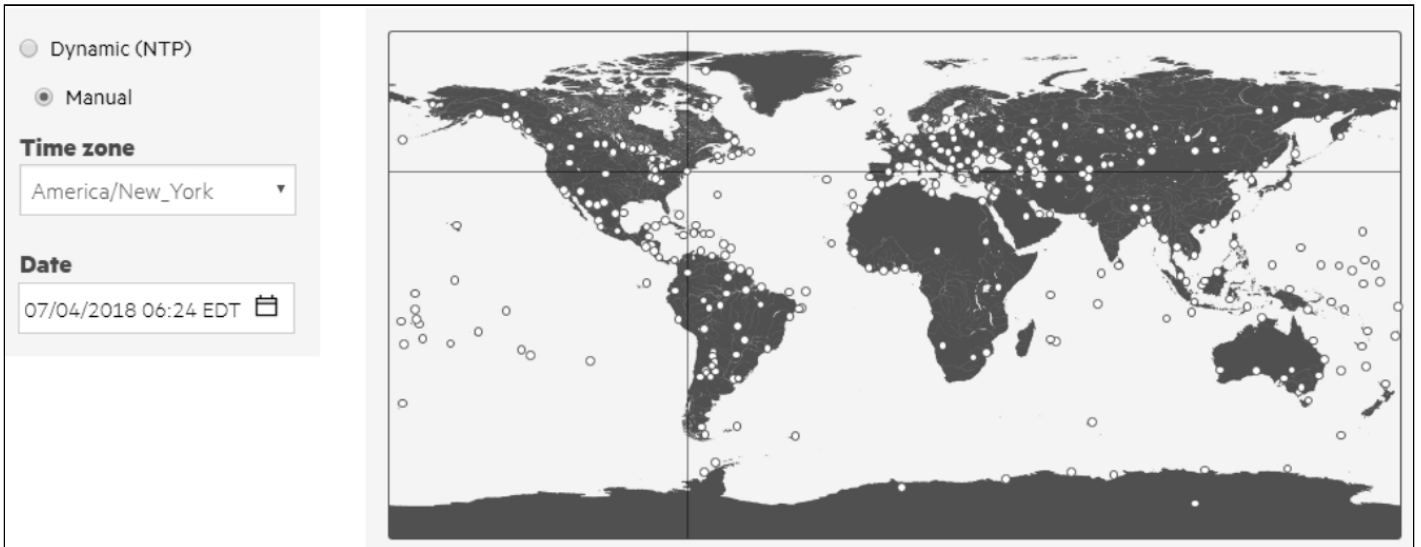 Dynamic (NTP)
Manual
Time zone
America/New_York
Date
07/04/2018 06:24 EDT